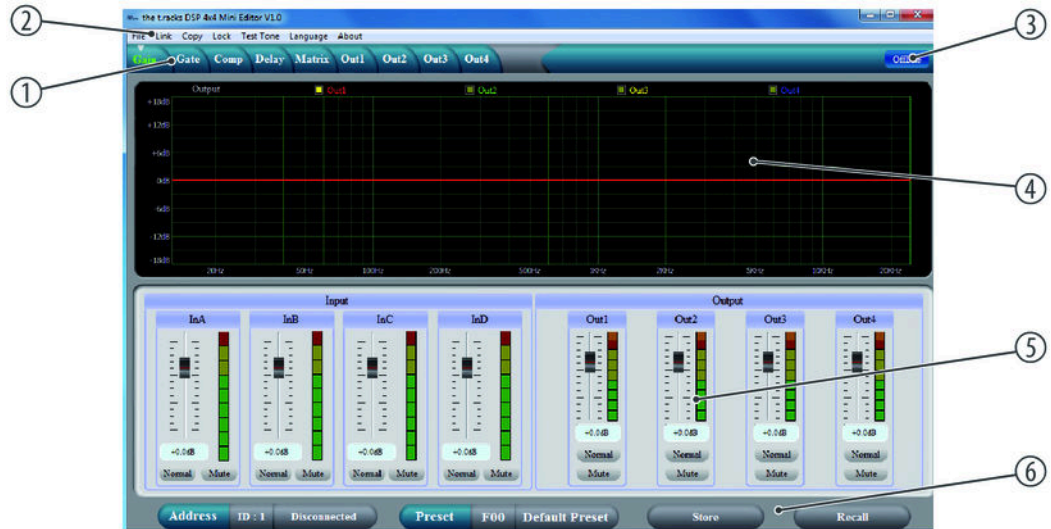 ②
the t.racks DSP 4x4 Mini Editor V1.0
③
File Link Copy Lock Test Tone Language About
Gate Comp Delay Matrix Out1 Out2 Out3 Out4
①
Output Out1 Out2 Out3 Out4
+18dB
+12dB
+6dB
④
0dB
-6dB
-12dB
-18dB
20Hz 50Hz 100Hz 200Hz 500Hz 1KHz 2KHz 5KHz 10KHz 20KHz
Input Output
InA InB InC InD Out1 Out2 Out3 Out4
⑤
+0.0dB +0.0dB +0.0dB +0.0dB
+0.0dB +0.0dB +0.0dB +0.0dB
Normal Normal Normal Normal
Normal Mute Normal Mute Normal Mute Normal Mute
Mute Mute Mute Mute
⑥
Address ID : 1 Disconnected Preset F00 Default Preset Store Recall